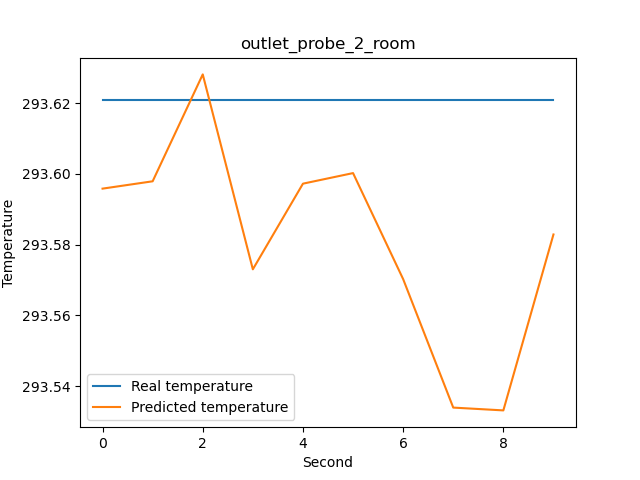 outlet_probe_2_room
Temperature
293.62
293.60
293.58
293.56
293.54
Real temperature
Predicted temperature
0 2 4 6 8
Second